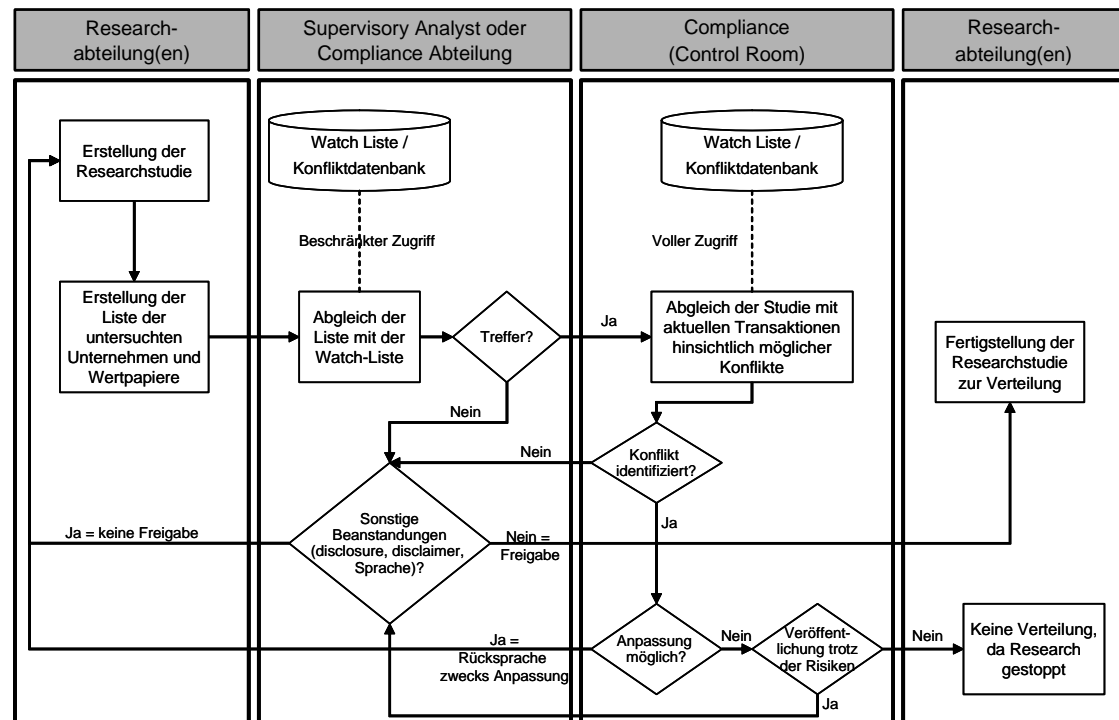 Research-
abteilung(en)
Supervisory Analyst oder
Compliance Abteilung
Compliance
(Control Room)
Research-
abteilung(en)
Erstellung der
Researchstudie
Watch Liste /
Konfliktdatenbank
Watch Liste /
Konfliktdatenbank
Beschränkter Zugriff
Voller Zugriff
Erstellung der
Liste der
untersuchten
Unternehmen und
Wertpapiere
Abgleich der
Liste mit der
Watch-Liste
Treffer?
Ja
Abgleich der Studie mit
aktuellen Transaktionen
hinsichtlich möglicher
Konflikte
Fertigstellung der
Researchstudie
zur Verteilung
Nein
Nein
Konflikt
identifiziert?
Ja
Ja = keine Freigabe
Sonstige
Beanstandungen
(disclosure, disclaimer,
Sprache)?
Nein =
Freigabe
Ja =
Rücksprache
zwecks Anpassung
Anpassung
möglich?
Nein
Veröffent-
lichung trotz
der Risiken
Nein
Keine Verteilung,
da Research
gestoppt
Ja